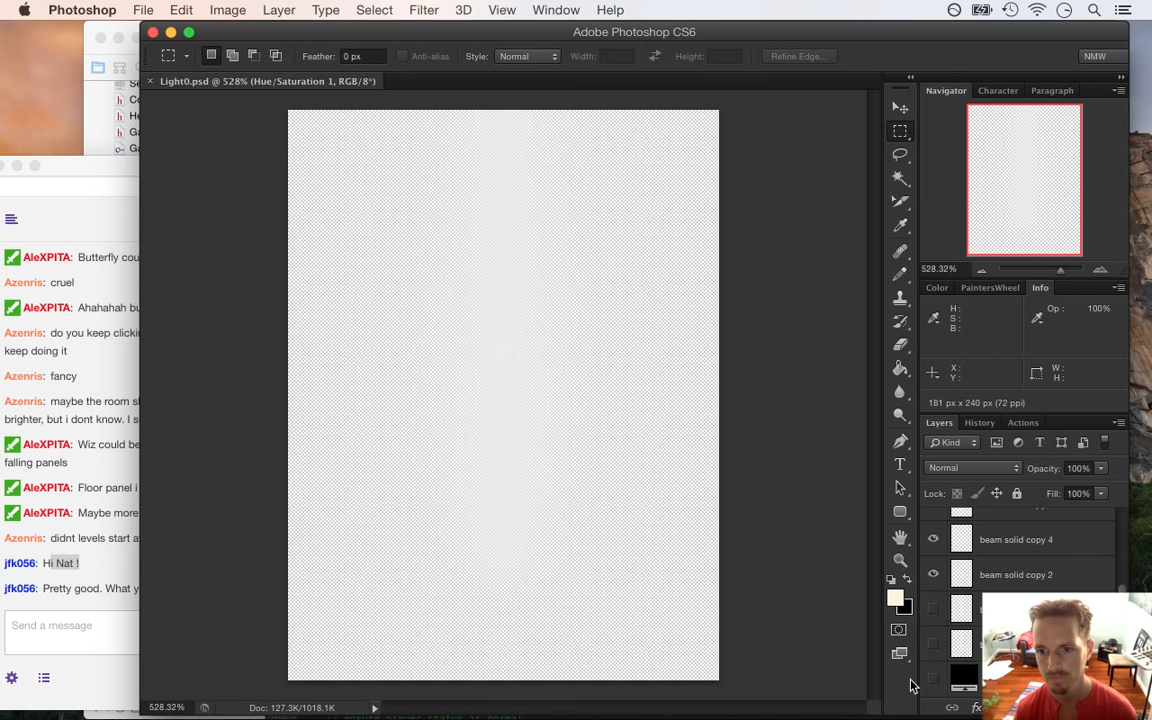 Photoshop File Edit Image Layer Type Select Filter 3D View Window Help
Adobe Photoshop CS6
Feather: 0 px Anti-alias Style: Normal Width: Height: Refine Edge... NMW
× Light0.psd @ 528% (Hue/Saturation 1, RGB/8*)
Navigator Character Paragraph
528.32%
Color PaintersWheel Info
H: Op: 100%
S:
B:
X: W:
Y: H:
181 px x 240 px (72 ppi)
Layers History Actions
Kind
Normal Opacity: 100%
Lock: Fill: 100%
beam solid copy 4
beam solid copy 2
fx
AleXPITA: Butterfly cou
Azenris: cruel
AleXPITA: Ahahahah bu
Azenris: do you keep clickin
keep doing it
Azenris: fancy
Azenris: maybe the room s
brighter, but i dont know. I s
AleXPITA: Wiz could be
falling panels
AleXPITA: Floor panel i
AleXPITA: Maybe more
Azenris: didnt levels start a
jfk056: Hi Nat !
jfk056: Pretty good. What y
Send a message
528.32% Doc: 127.3K/1018.1K